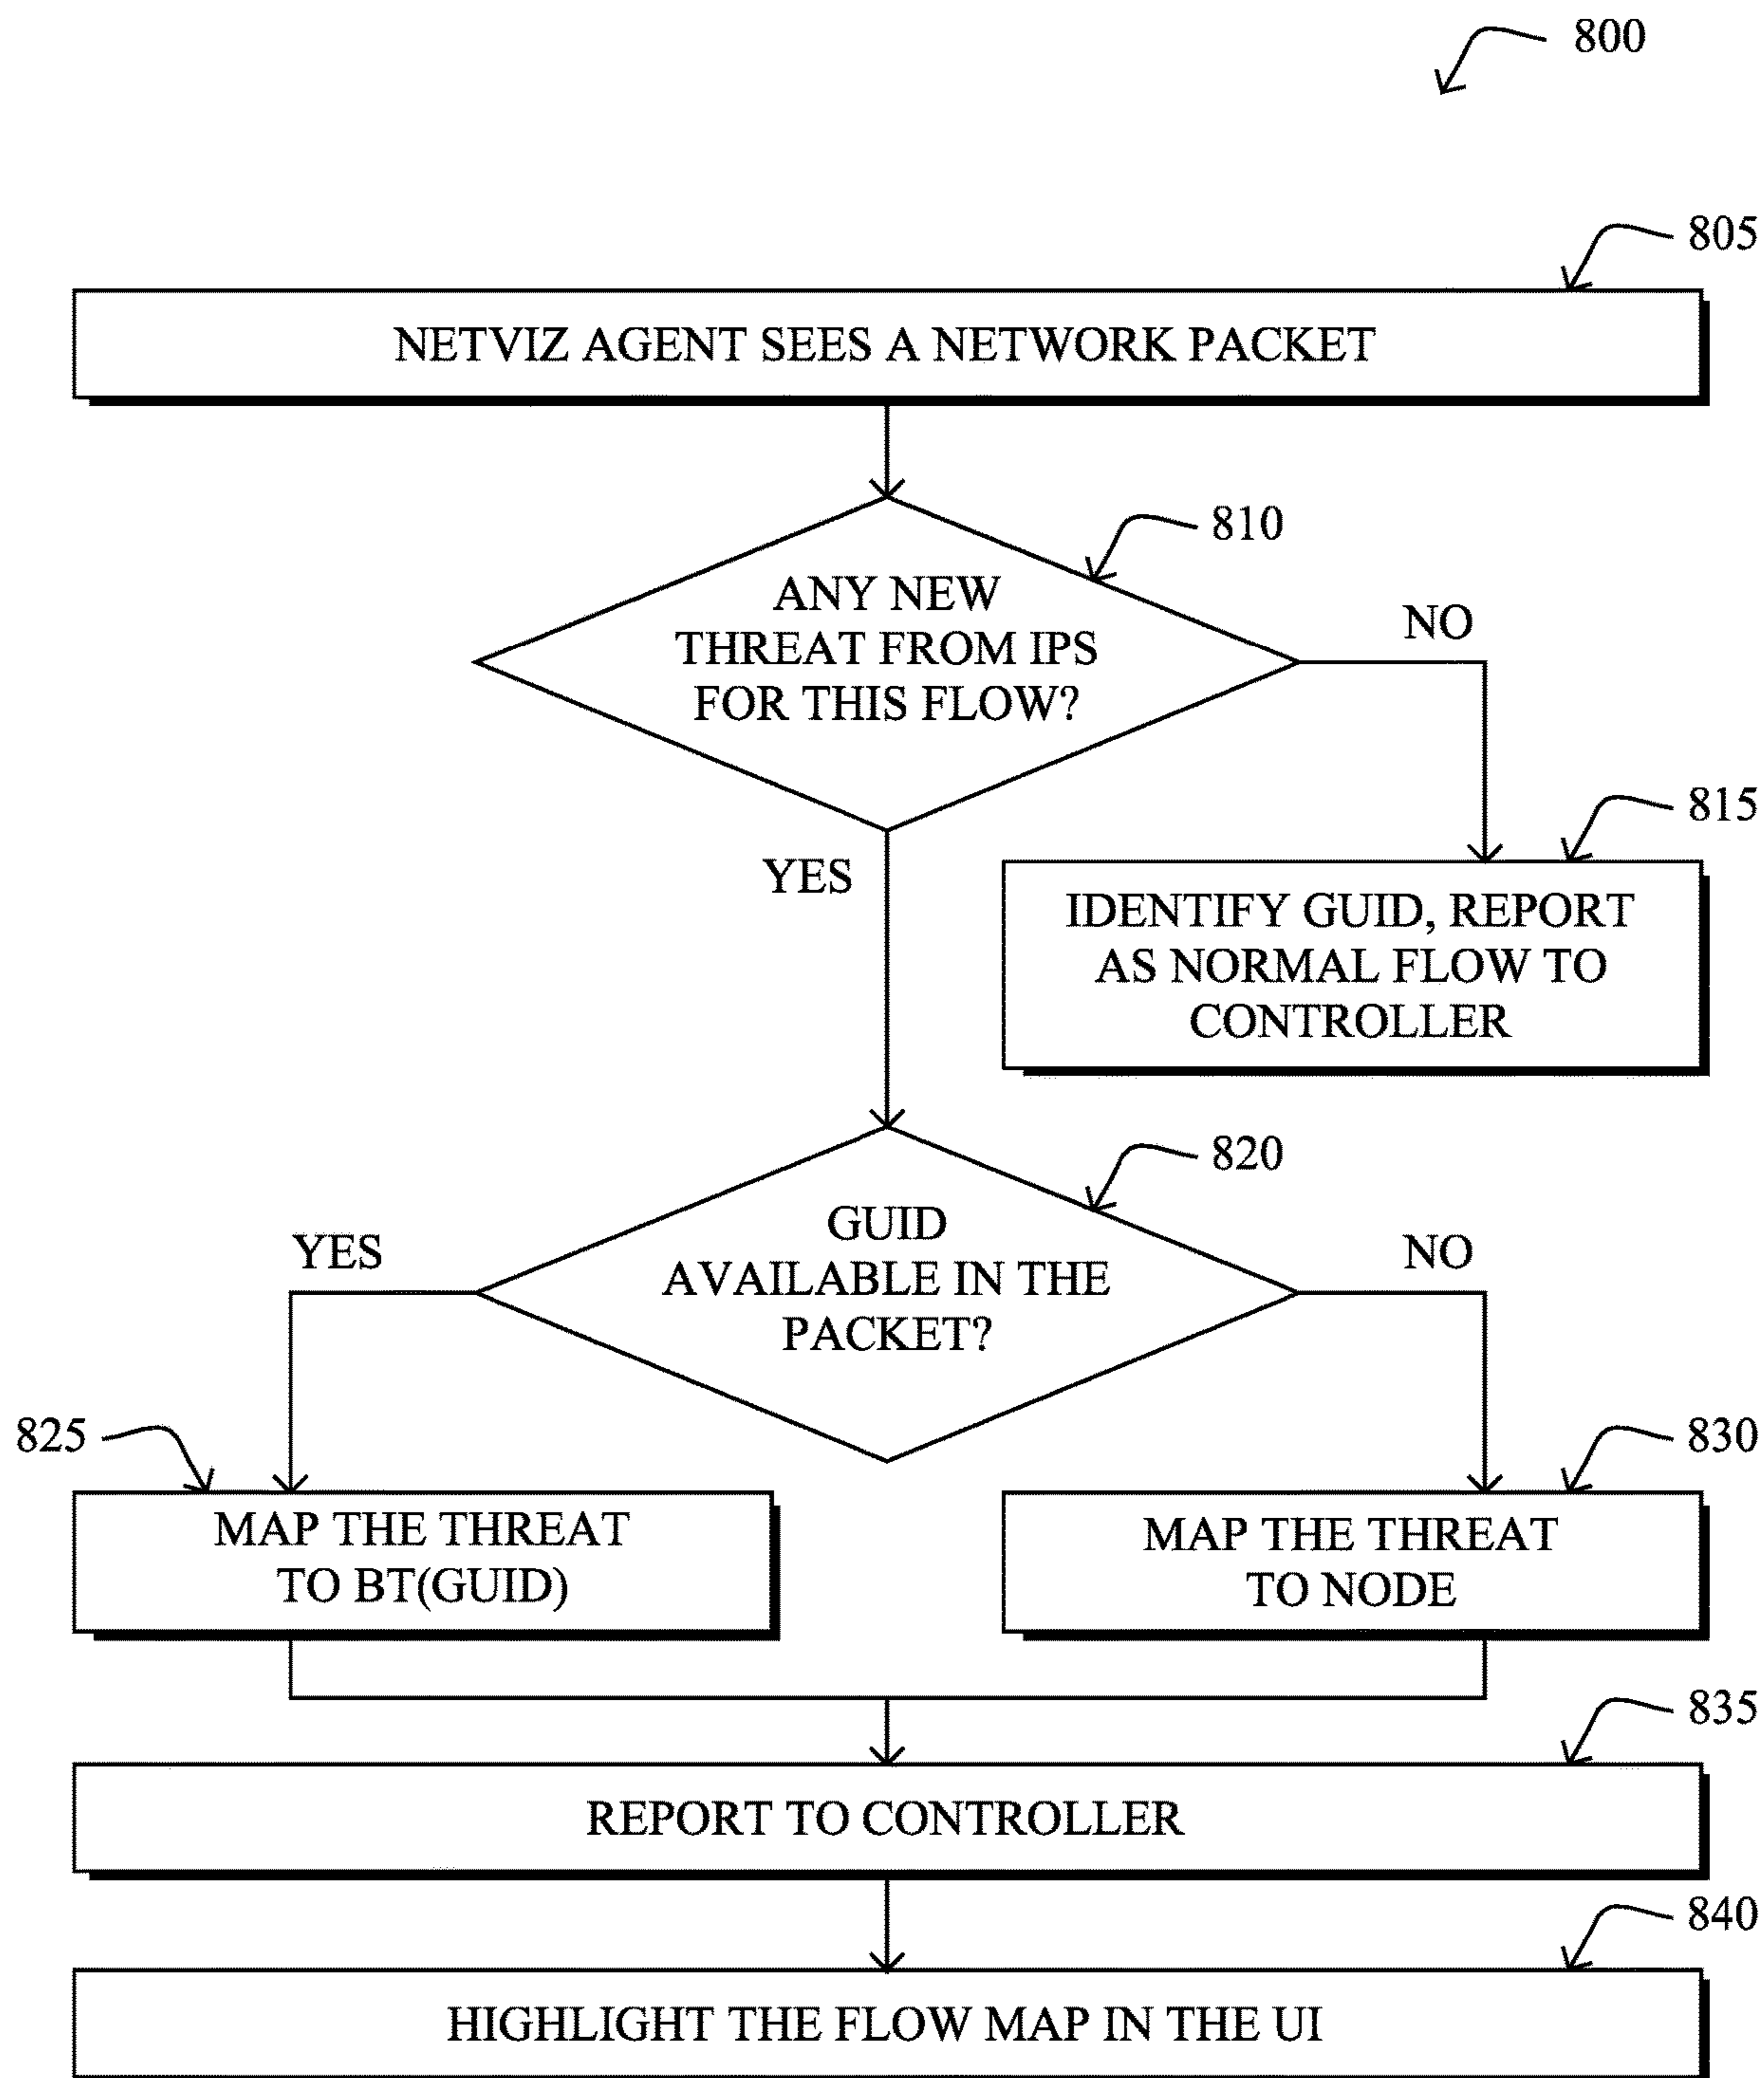 800
805
NETVIZ AGENT SEES A NETWORK PACKET
810
ANY NEW
THREAT FROM IPS
FOR THIS FLOW?
NO
YES
815
IDENTIFY GUID, REPORT
AS NORMAL FLOW TO
CONTROLLER
820
GUID
AVAILABLE IN THE
PACKET?
YES
NO
825
MAP THE THREAT
TO BT(GUID)
830
MAP THE THREAT
TO NODE
835
REPORT TO CONTROLLER
840
HIGHLIGHT THE FLOW MAP IN THE UI